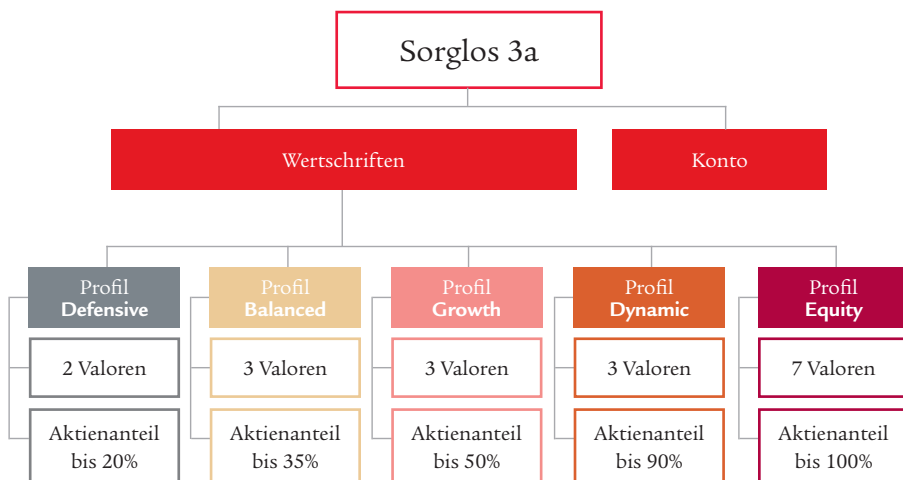 Sorglos 3a
Wertschriften
Konto
Profil
Defensive
2 Valoren
Aktienanteil
bis 20%
Profil
Balanced
3 Valoren
Aktienanteil
bis 35%
Profil
Growth
3 Valoren
Aktienanteil
bis 50%
Profil
Dynamic
3 Valoren
Aktienanteil
bis 90%
Profil
Equity
7 Valoren
Aktienanteil
bis 100%